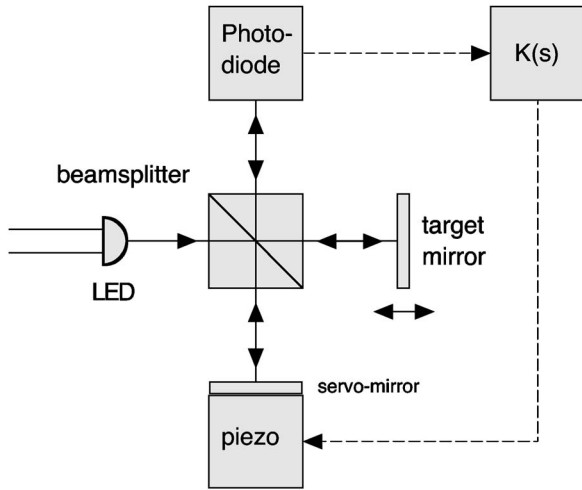 Photo-
diode
K(s)
beamsplitter
target
mirror
LED
servo-mirror
piezo